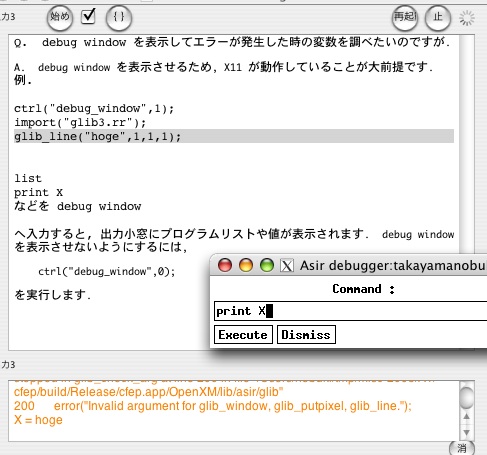 力3
始め
{ }
再起
止
Q. debug window を表示してエラーが発生した時の変数を調べたいのですが.
A. debug window を表示させるため, X11 が動作していることが大前提です.
例.
ctrl("debug_window",1);
import("glib3.rr");
glib_line("hoge",1,1,1);
list
print X
などを debug window
へ入力すると, 出力小窓にプログラムリストや値が表示されます. debug window
を表示させないようにするには,
ctrl("debug_window",0);
を実行します.
X Asir debugger:takayamanobu
Command :
print X
Execute Dismiss
力3
cfep/build/Release/cfep.app/OpenXM/lib/asir/glib"
200 error("Invalid argument for glib_window, glib_putpixel, glib_line.");
X = hoge
消